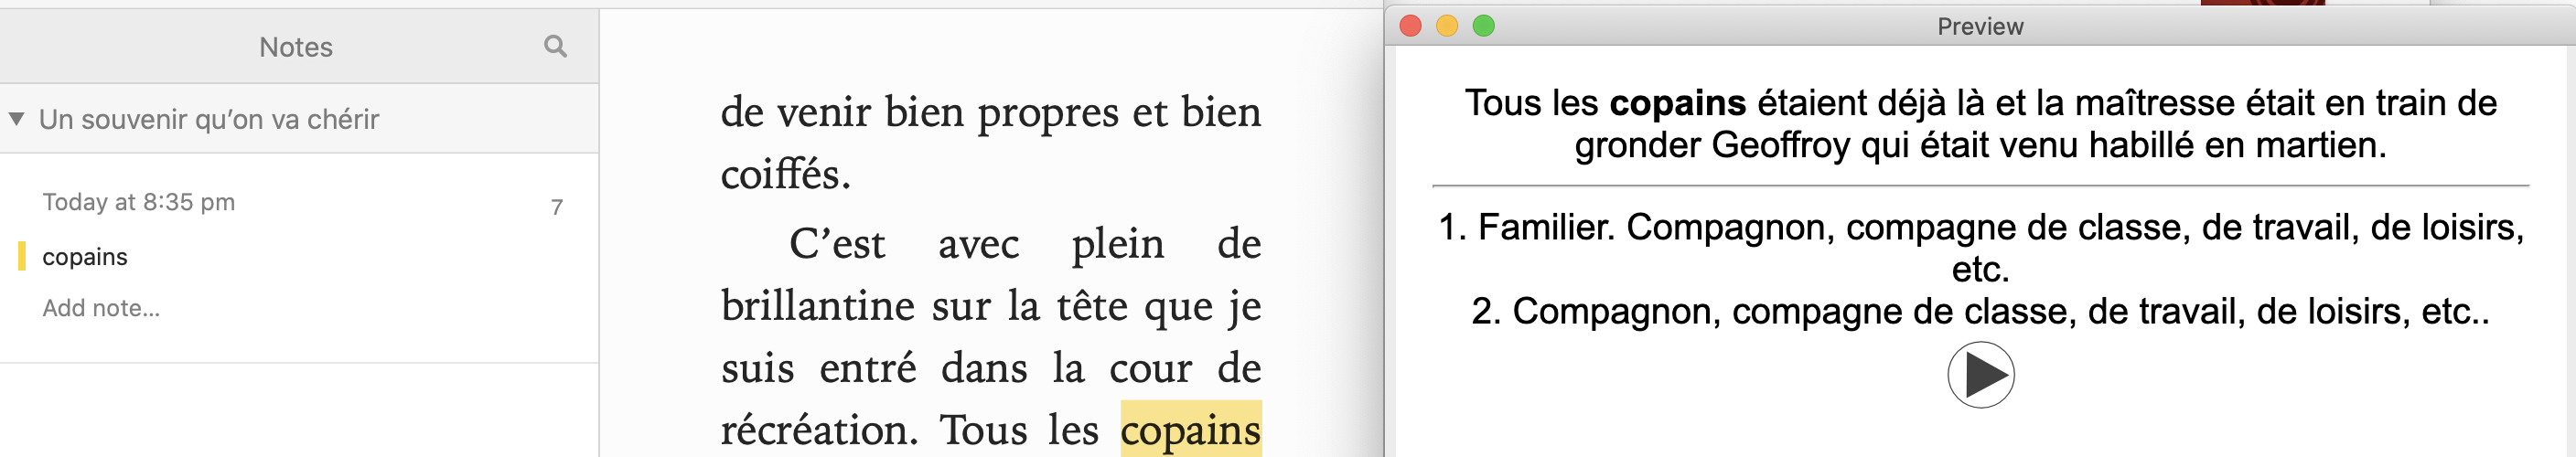 Notes
Un souvenir qu’on va chérir
Today at 8:35 pm
7
copains
Add note...
de venir bien propres et bien
coiffés.
C’est avec plein de
brillantine sur la tête que je
suis entré dans la cour de
récréation. Tous les copains
Preview
Tous les copains étaient déjà là et la maîtresse était en train de
gronder Geoffroy qui était venu habillé en martien.
1. Familier. Compagnon, compagne de classe, de travail, de loisirs,
etc.
2. Compagnon, compagne de classe, de travail, de loisirs, etc..